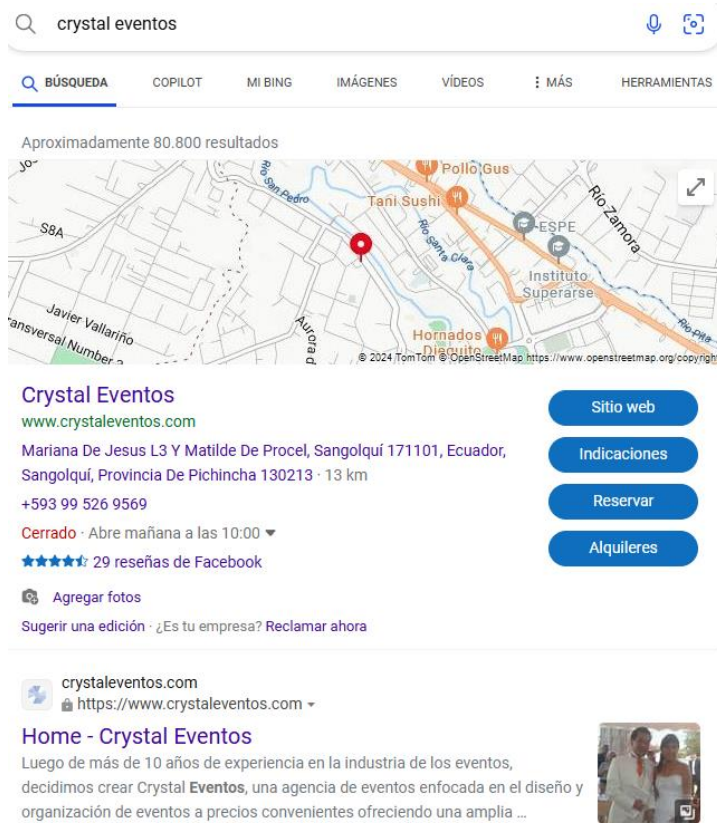 crystal eventos
BÚSQUEDA COPILOT MI BING IMÁGENES VÍDEOS MÁS HERRAMIENTAS
Aproximadamente 80.800 resultados
Río San Pedro
Pollo Gus
Tani Sushi
Río Zamora
S8A
ESPE
Río Santa Clara
Instituto Superarse
Javier Vallariño
Aurora d
Hornados Dieguito
Río Pita
© 2024 TomTom © OpenStreetMap https://www.openstreetmap.org/copyright
Crystal Eventos
www.crystaleventos.com
Mariana De Jesus L3 Y Matilde De Procel, Sangolquí 171101, Ecuador,
Sangolquí, Provincia De Pichincha 130213 · 13 km
+593 99 526 9569
Cerrado · Abre mañana a las 10:00
29 reseñas de Facebook
Agregar fotos
Sugerir una edición · ¿Es tu empresa? Reclamar ahora
Sitio web
Indicaciones
Reservar
Alquileres
crystaleventos.com
https://www.crystaleventos.com
Home - Crystal Eventos
Luego de más de 10 años de experiencia en la industria de los eventos,
decidimos crear Crystal Eventos, una agencia de eventos enfocada en el diseño y
organización de eventos a precios convenientes ofreciendo una amplia ...